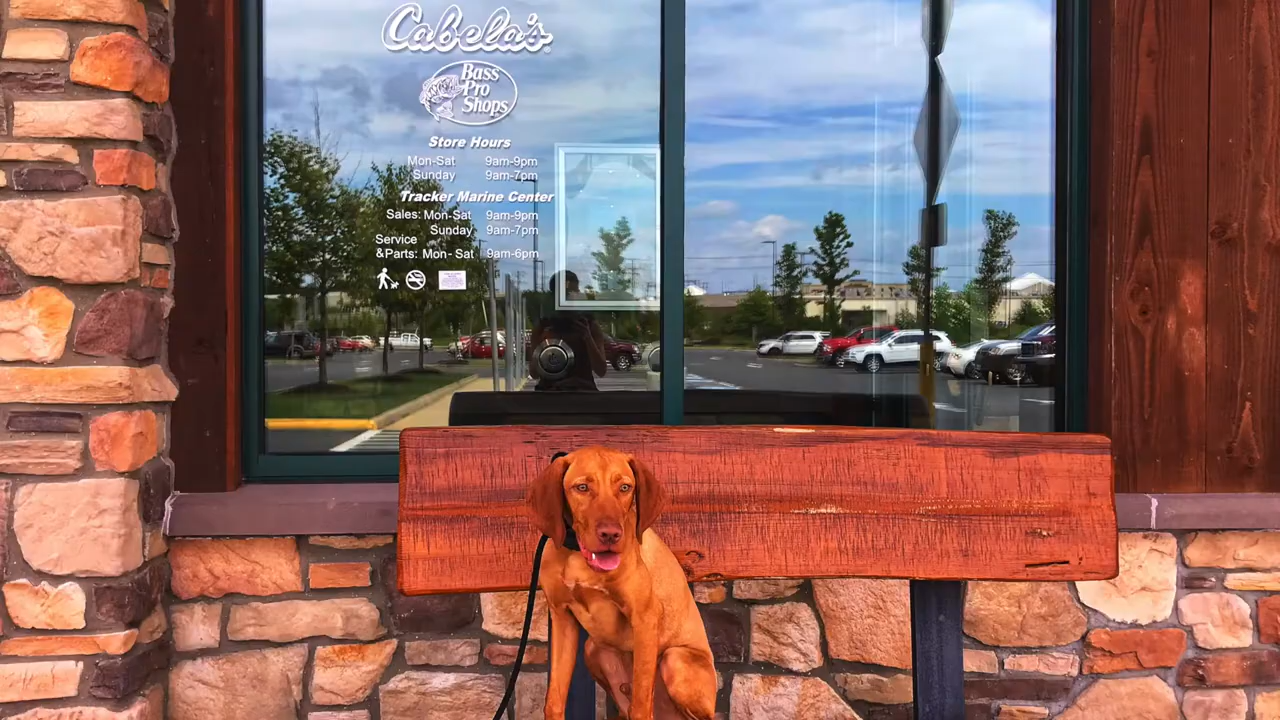 Cabela's
Bass
Pro
Shops
Store Hours
Mon-Sat 9am-9pm
Sunday 9am-7pm
Tracker Marine Center
Sales: Mon-Sat 9am-9pm
Sunday 9am-7pm
Service
&Parts: Mon- Sat 9am-6pm